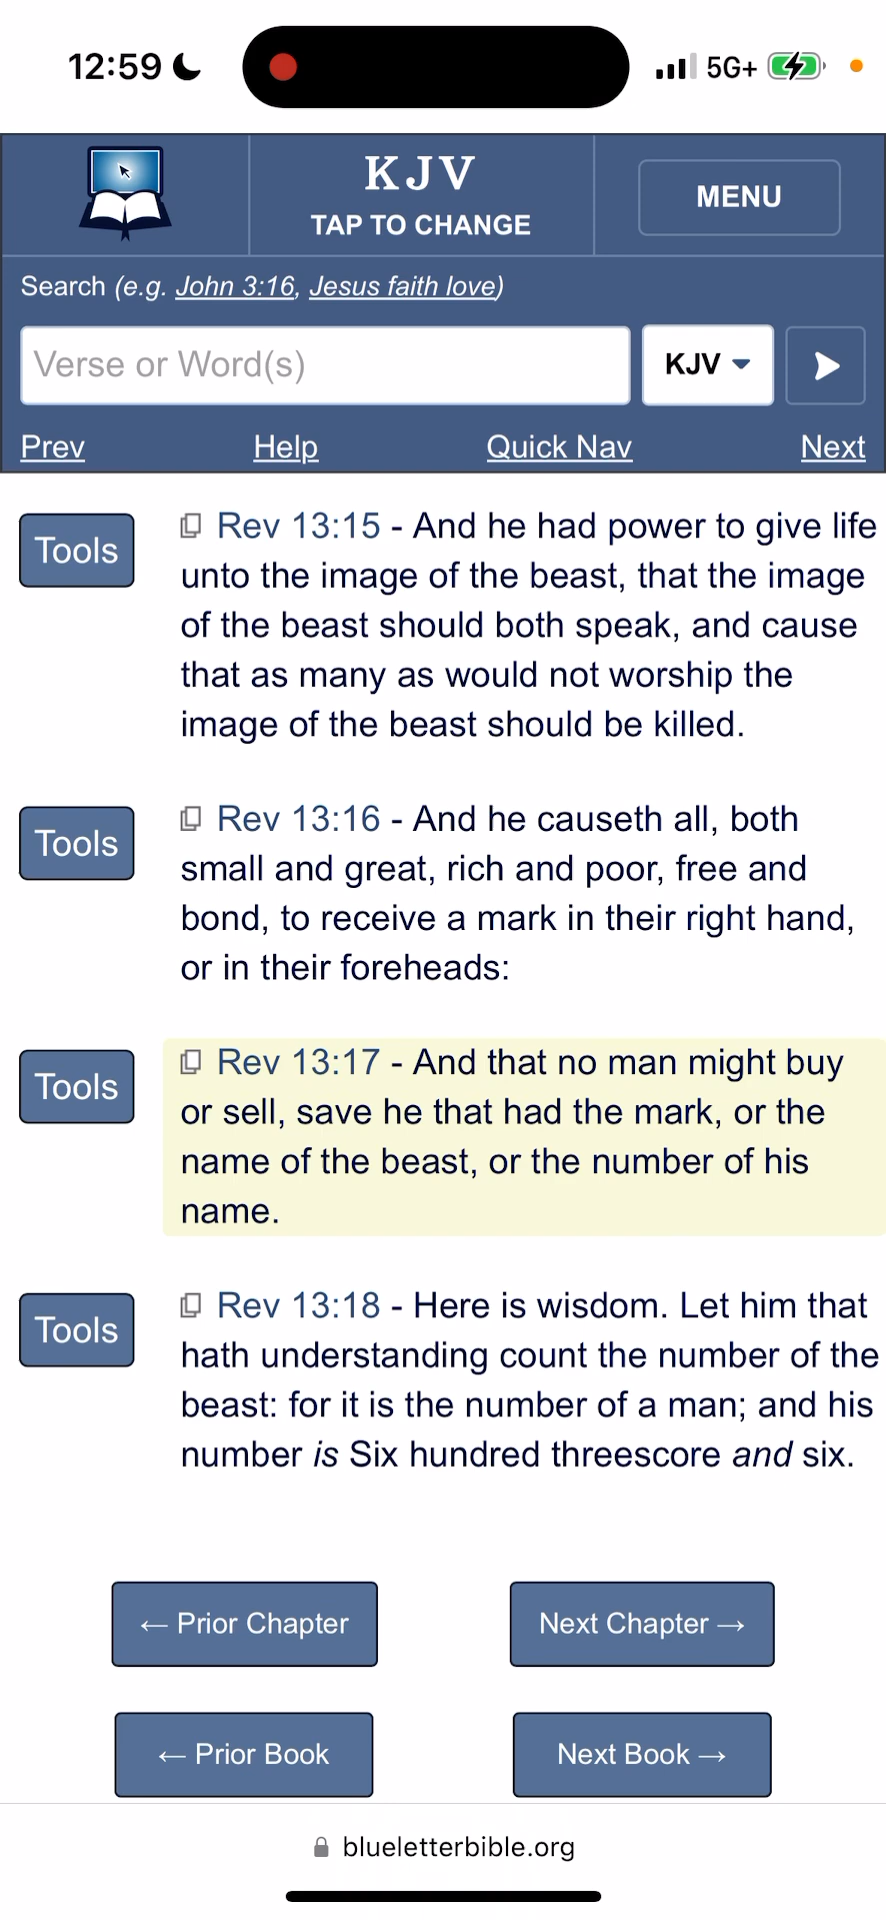 12:59
5G+
KJV
TAP TO CHANGE
MENU
Search (e.g. John 3:16, Jesus faith love)
Verse or Word(s)
KJV
Prev Help Quick Nav Next
Tools
Rev 13:15 - And he had power to give life
unto the image of the beast, that the image
of the beast should both speak, and cause
that as many as would not worship the
image of the beast should be killed.
Tools
Rev 13:16 - And he causeth all, both
small and great, rich and poor, free and
bond, to receive a mark in their right hand,
or in their foreheads:
Tools
Rev 13:17 - And that no man might buy
or sell, save he that had the mark, or the
name of the beast, or the number of his
name.
Tools
Rev 13:18 - Here is wisdom. Let him that
hath understanding count the number of the
beast: for it is the number of a man; and his
number is Six hundred threescore and six.
← Prior Chapter
Next Chapter →
← Prior Book
Next Book →
blueletterbible.org